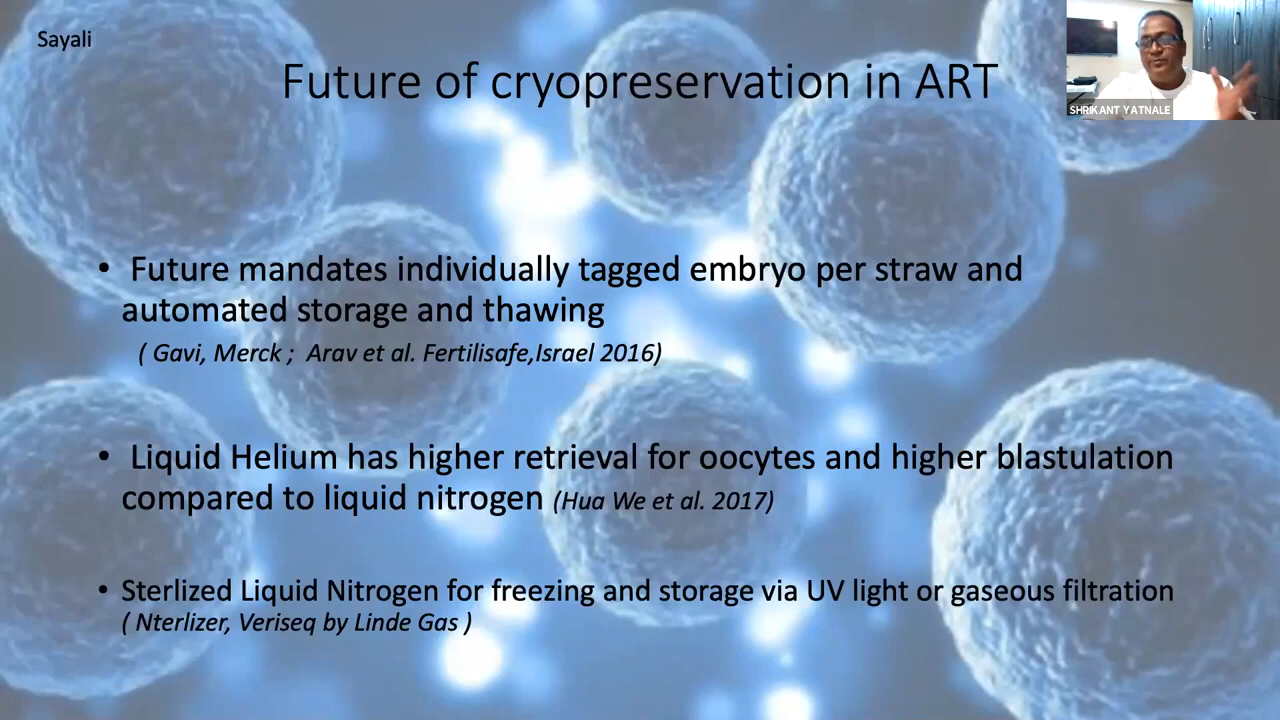 Sayali
Future of cryopreservation in ART
SHRIKANT YATNALE
• Future mandates individually tagged embryo per straw and
automated storage and thawing
( Gavi, Merck ; Arav et al. Fertilisafe,Israel 2016)
• Liquid Helium has higher retrieval for oocytes and higher blastulation
compared to liquid nitrogen (Hua We et al. 2017)
• Sterlized Liquid Nitrogen for freezing and storage via UV light or gaseous filtration
( Nterlizer, Veriseq by Linde Gas )